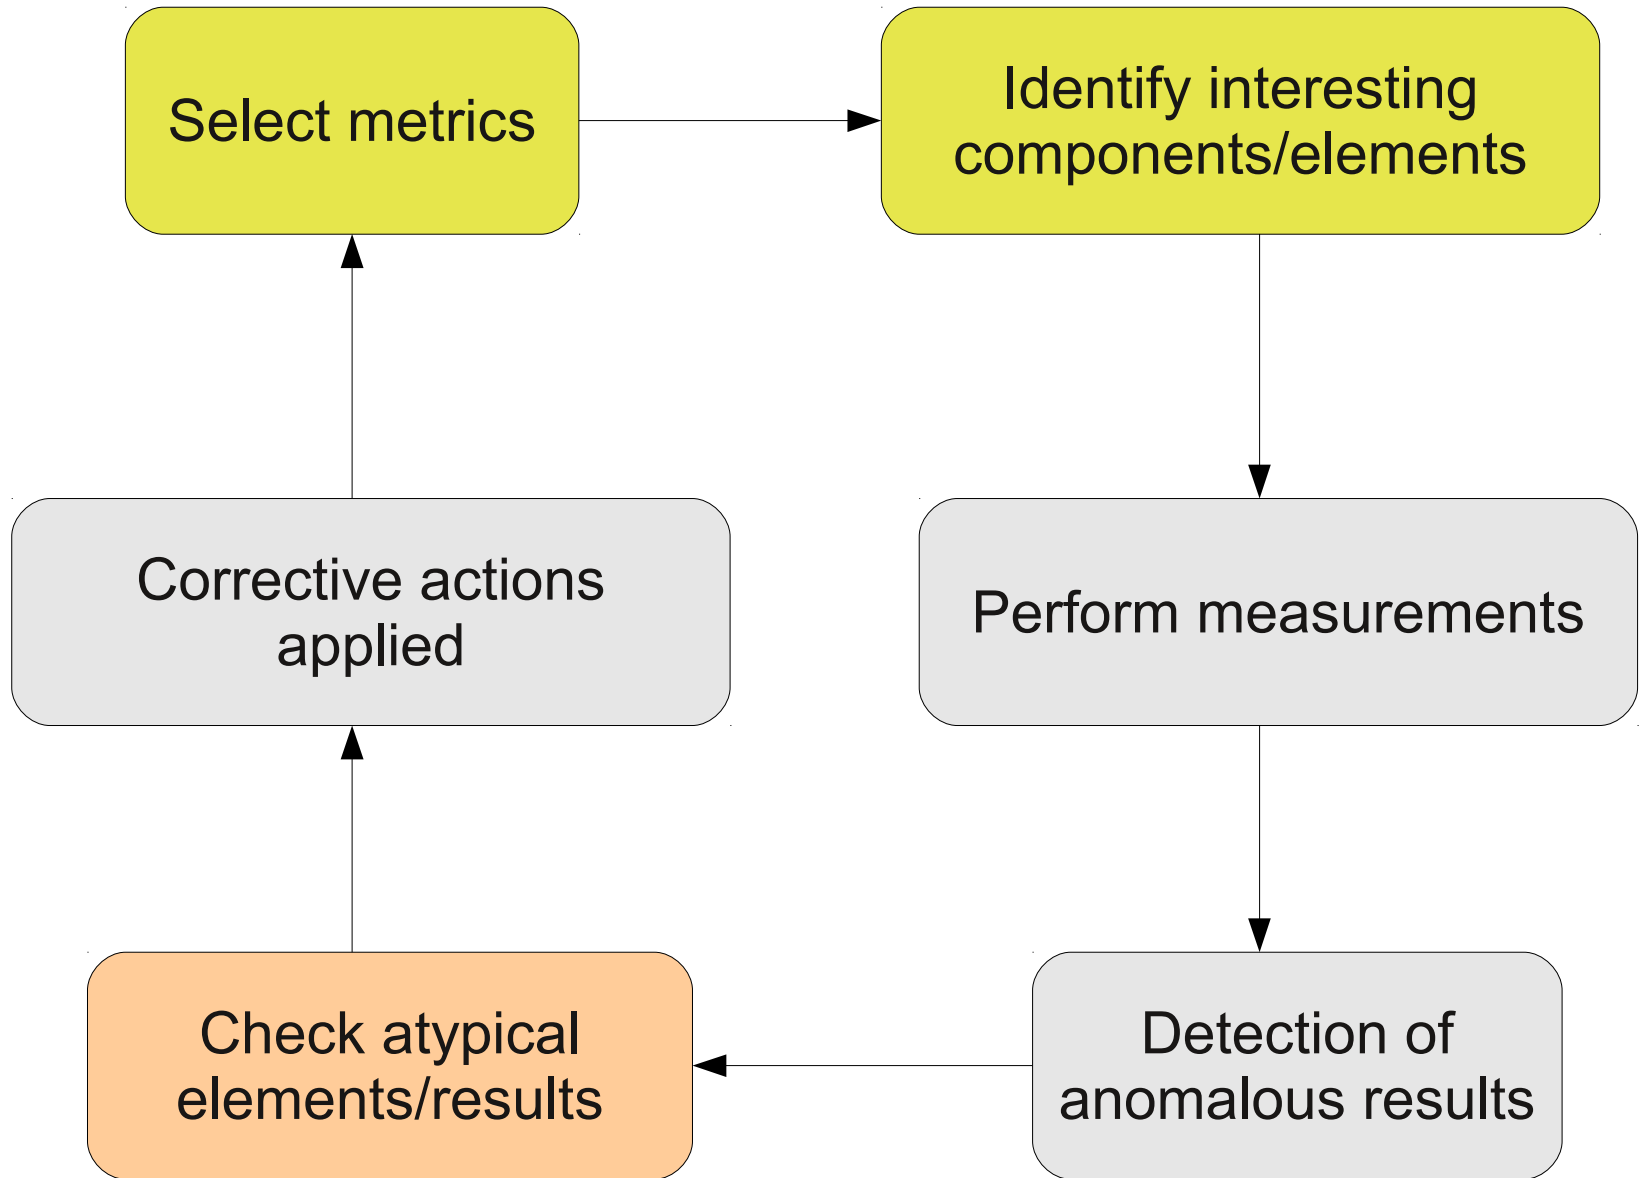 Select metrics
Identify interesting
components/elements
Corrective actions
applied
Perform measurements
Check atypical
elements/results
Detection of
anomalous results